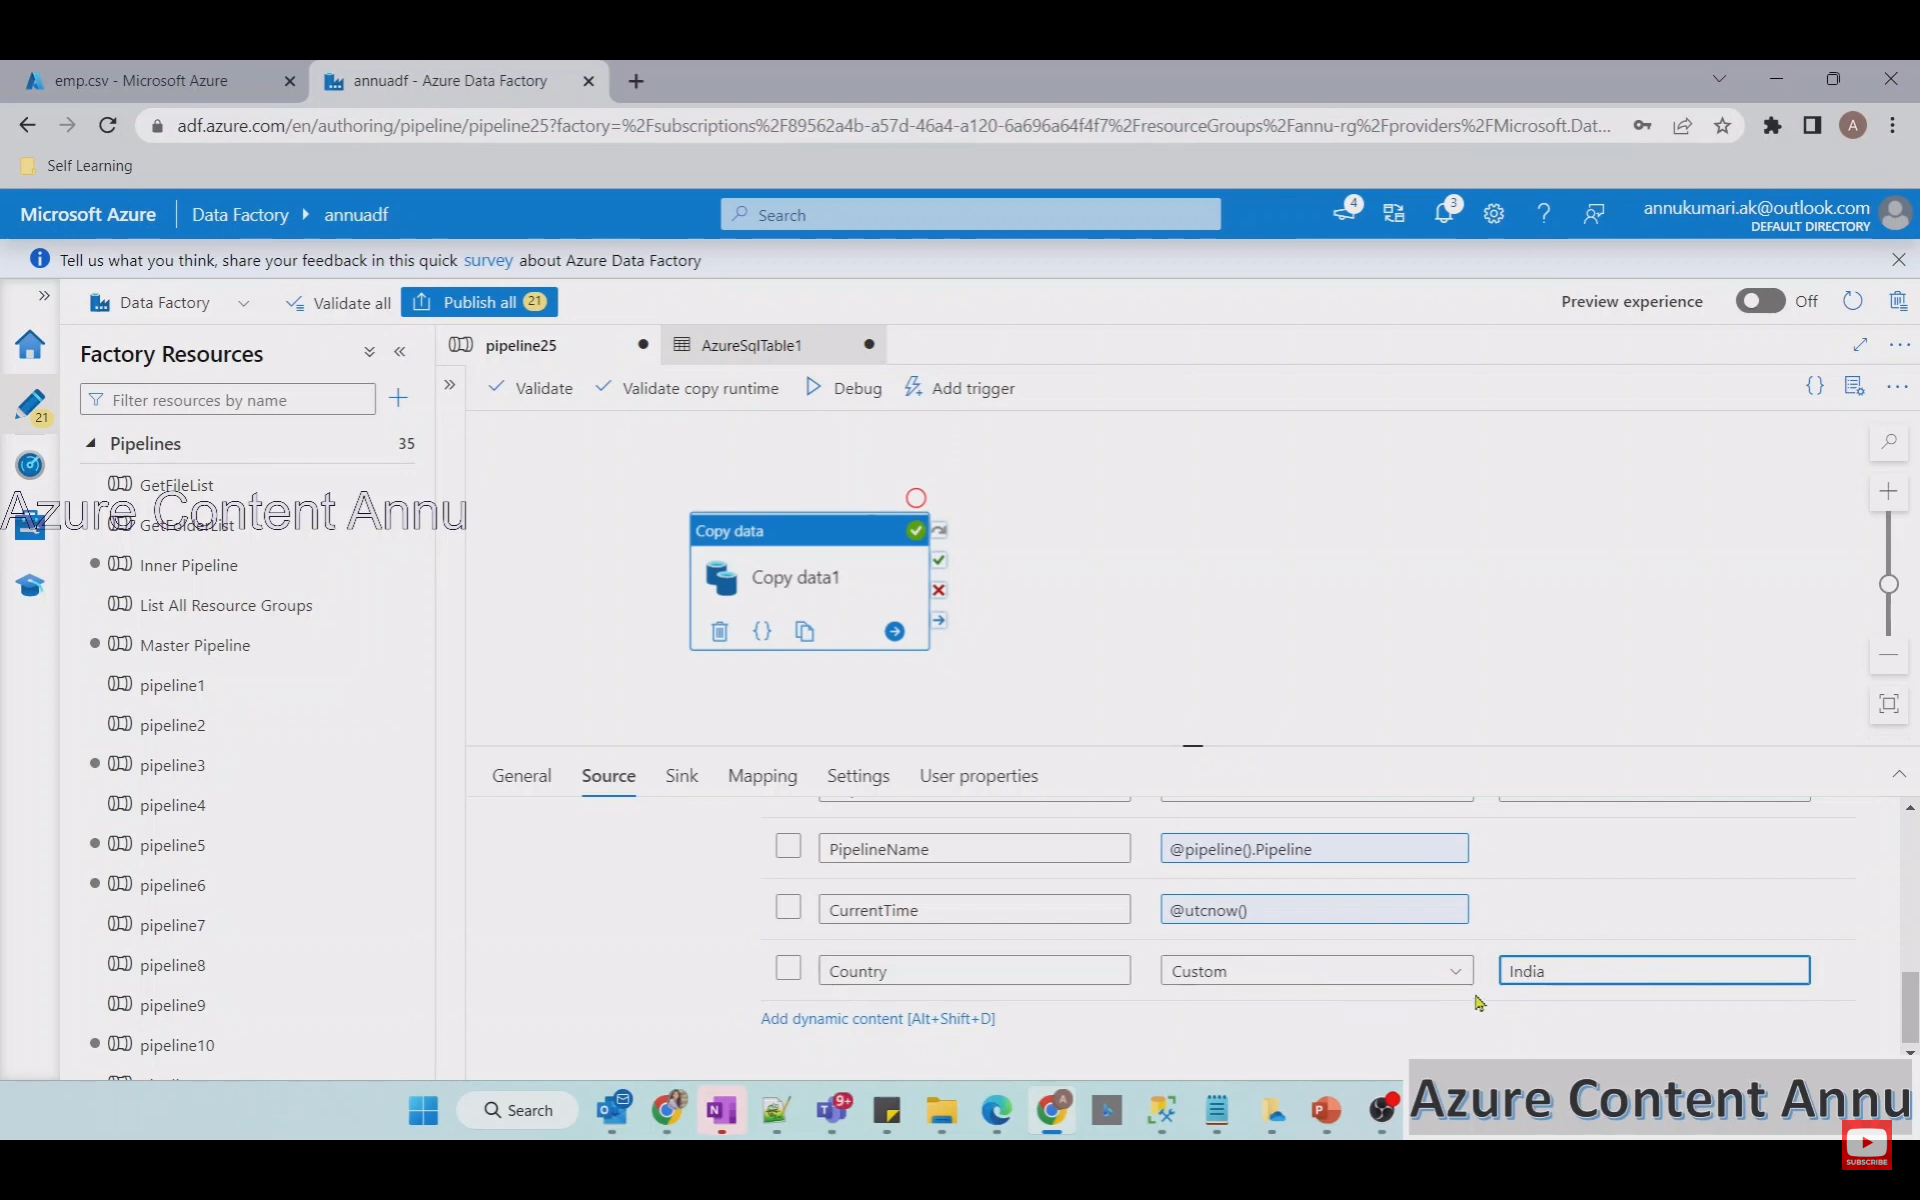 emp.csv - Microsoft Azure
annuadf - Azure Data Factory
adf.azure.com/en/authoring/pipeline/pipeline25?factory=%2Fsubscriptions%2F89562a4b-a57d-46a4-a120-6a696a64f4f7%2FresourceGroups%2Fannu-rg%2Fproviders%2FMicrosoft.Dat...
A
Self Learning
Microsoft Azure
Data Factory
annuadf
Search
4
3
annukumari.ak@outlook.com
DEFAULT DIRECTORY
Tell us what you think, share your feedback in this quick survey about Azure Data Factory
Data Factory
Validate all
Publish all 21
Preview experience
Off
21
Factory Resources
Filter resources by name
Pipelines 35
GetFileList
Azure Content Annu
GetFolderList
Inner Pipeline
List All Resource Groups
Master Pipeline
pipeline1
pipeline2
pipeline3
pipeline4
pipeline5
pipeline6
pipeline7
pipeline8
pipeline9
pipeline10
pipeline25
AzureSqlTable1
Validate
Validate copy runtime
Debug
Add trigger
Copy data
Copy data1
General
Source
Sink
Mapping
Settings
User properties
PipelineName
@pipeline().Pipeline
CurrentTime
@utcnow()
Country
Custom
India
Add dynamic content [Alt+Shift+D]
Search
9+
Azure Content Annu
SUBSCRIBE